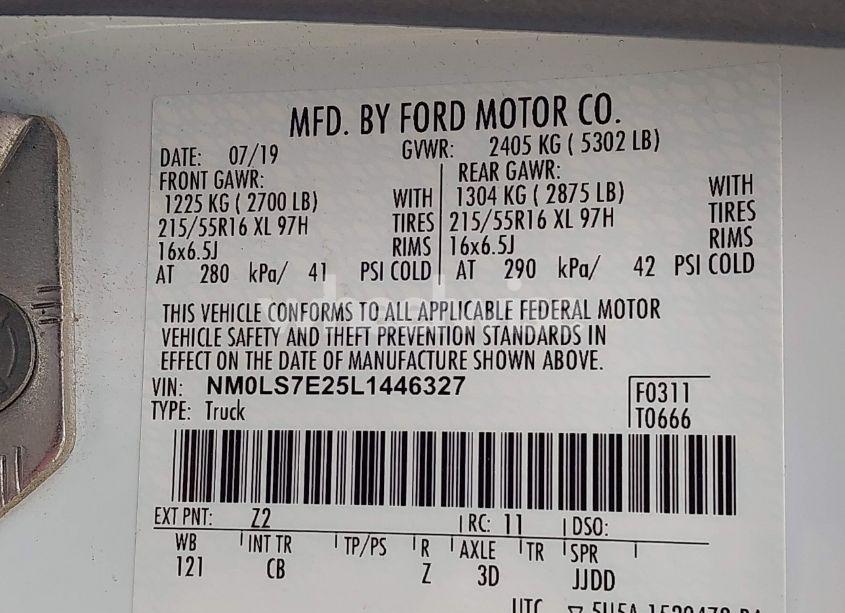 MFD. BY FORD MOTOR CO.
DATE: 07/19 GVWR: 2405 KG ( 5302 LB)
FRONT GAWR: REAR GAWR:
1225 KG ( 2700 LB) WITH 1304 KG ( 2875 LB) WITH
215/55R16 XL 97H TIRES 215/55R16 XL 97H TIRES
16x6.5J RIMS 16x6.5J RIMS
AT 280 kPa/ 41 PSI COLD AT 290 kPa/ 42 PSI COLD
THIS VEHICLE CONFORMS TO ALL APPLICABLE FEDERAL MOTOR
VEHICLE SAFETY AND THEFT PREVENTION STANDARDS IN
EFFECT ON THE DATE OF MANUFACTURE SHOWN ABOVE.
VIN: NM0LS7E25L1446327 F0311
TYPE: Truck T0666
EXT PNT: Z2 RC: 11 DSO:
WB INT TR TP/PS R AXLE TR SPR
121 CB Z 3D JJDD
UTC